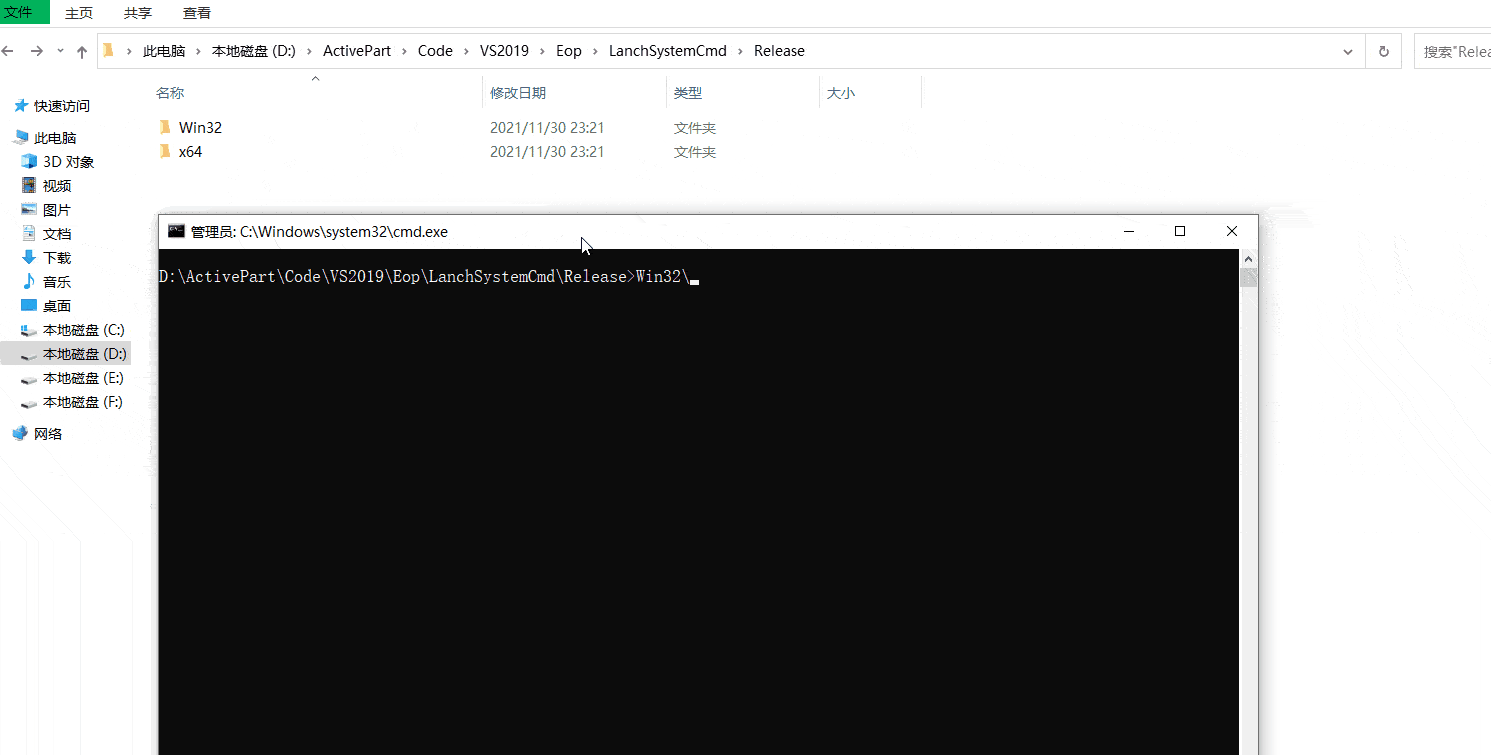 文件 主页 共享 查看
此电脑 › 本地磁盘 (D:) › ActivePart › Code › VS2019 › Eop › LanchSystemCmd › Release
搜索"Relea
名称 修改日期 类型 大小
Win32 2021/11/30 23:21 文件夹
x64 2021/11/30 23:21 文件夹
快速访问
此电脑
3D 对象
视频
图片
文档
下载
音乐
桌面
本地磁盘 (C:)
本地磁盘 (D:)
本地磁盘 (E:)
本地磁盘 (F:)
网络
管理员: C:\Windows\system32\cmd.exe
D:\ActivePart\Code\VS2019\Eop\LanchSystemCmd\Release>Win32\